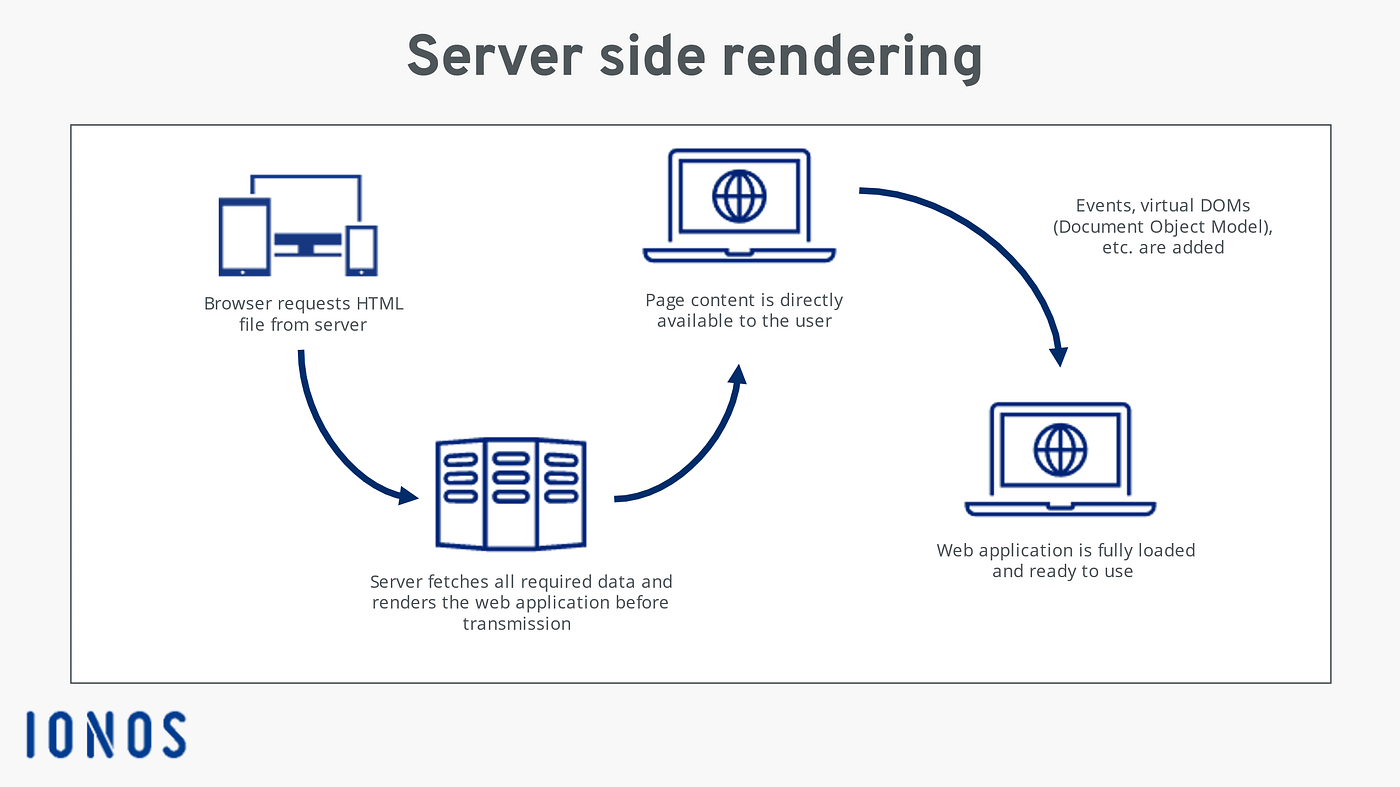 Server side rendering
Browser requests HTML
file from server
Server fetches all required data and
renders the web application before
transmission
Page content is directly
available to the user
Events, virtual DOMs
(Document Object Model),
etc. are added
Web application is fully loaded
and ready to use
IONOS